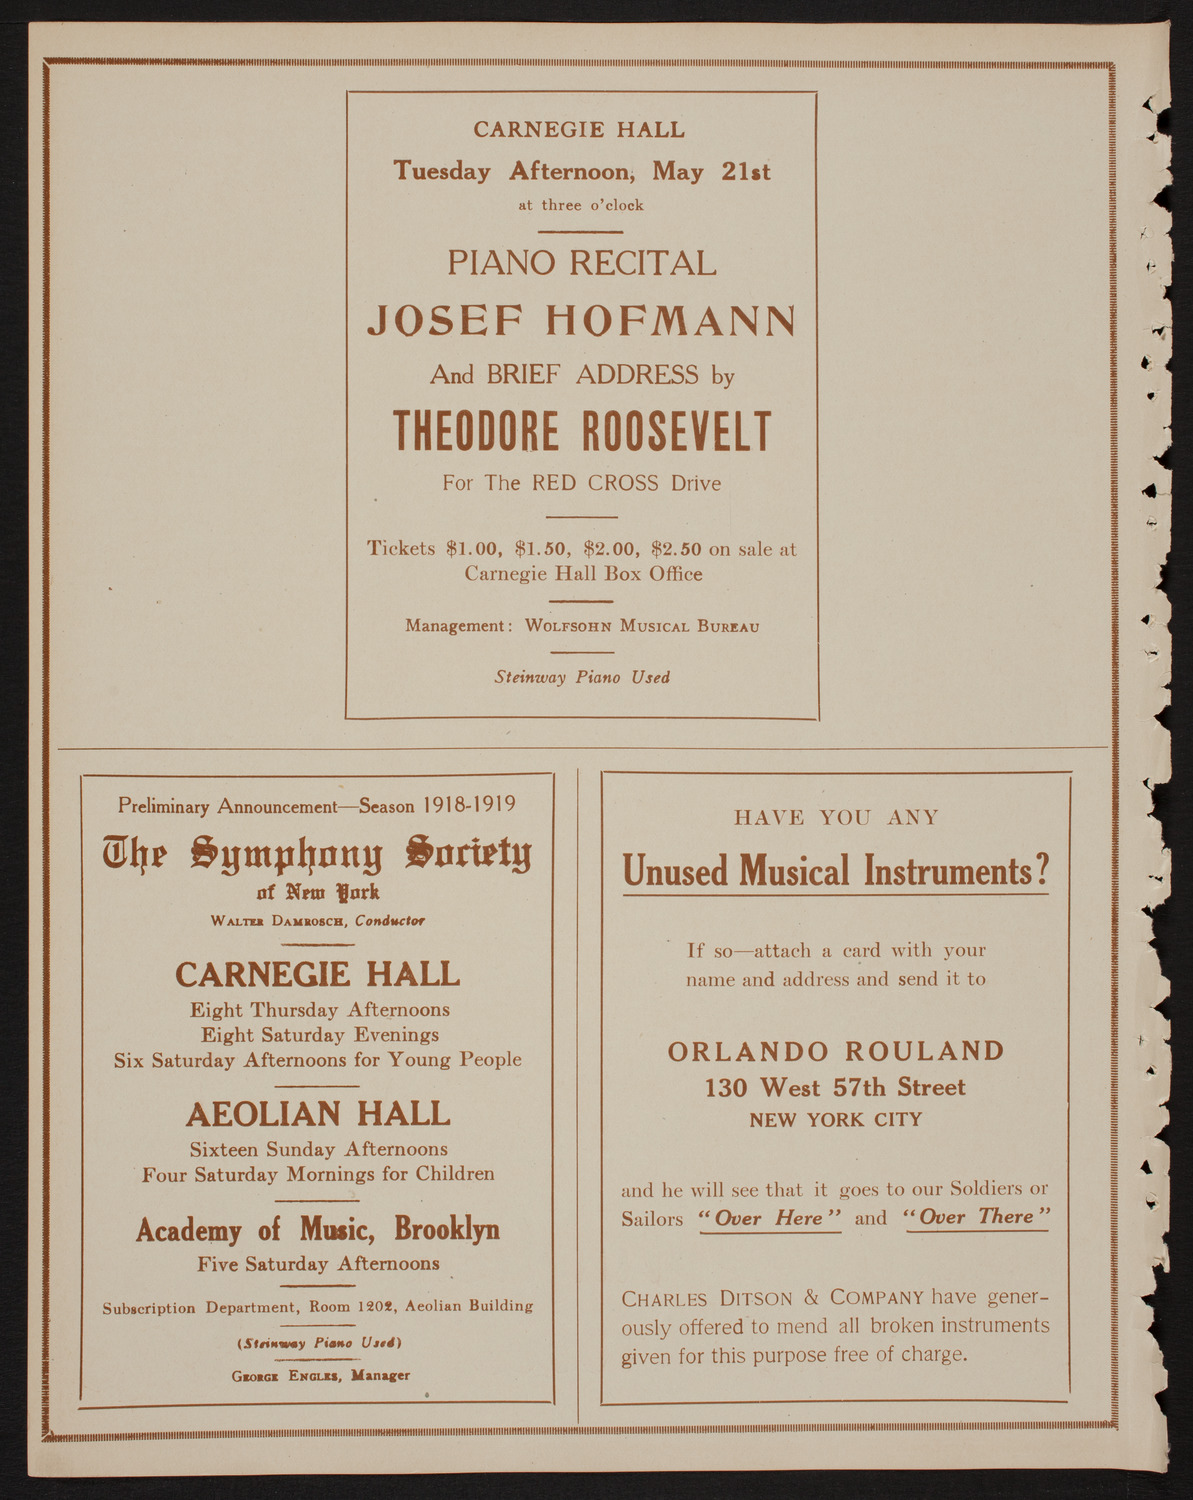 CARNEGIE HALL
Tuesday Afternoon, May 21st
at three o'clock
PIANO RECITAL
JOSEF HOFMANN
And BRIEF ADDRESS by
THEODORE ROOSEVELT
For The RED CROSS Drive
Tickets $1.00, $1.50, $2.00, $2.50 on sale at
Carnegie Hall Box Office
Management: WOLFSOHN MUSICAL BUREAU
Steinway Piano Used
Preliminary Announcement—Season 1918-1919
The Symphony Society
of New York
WALTER DAMROSCH, Conductor
CARNEGIE HALL
Eight Thursday Afternoons
Eight Saturday Evenings
Six Saturday Afternoons for Young People
AEOLIAN HALL
Sixteen Sunday Afternoons
Four Saturday Mornings for Children
Academy of Music, Brooklyn
Five Saturday Afternoons
Subscription Department, Room 1202, Aeolian Building
(Steinway Piano Used)
GEORGE ENGLES, Manager
HAVE YOU ANY
Unused Musical Instruments?
If so—attach a card with your
name and address and send it to
ORLANDO ROULAND
130 West 57th Street
NEW YORK CITY
and he will see that it goes to our Soldiers or
Sailors "Over Here" and "Over There"
CHARLES DITSON & COMPANY have gener-
ously offered to mend all broken instruments
given for this purpose free of charge.